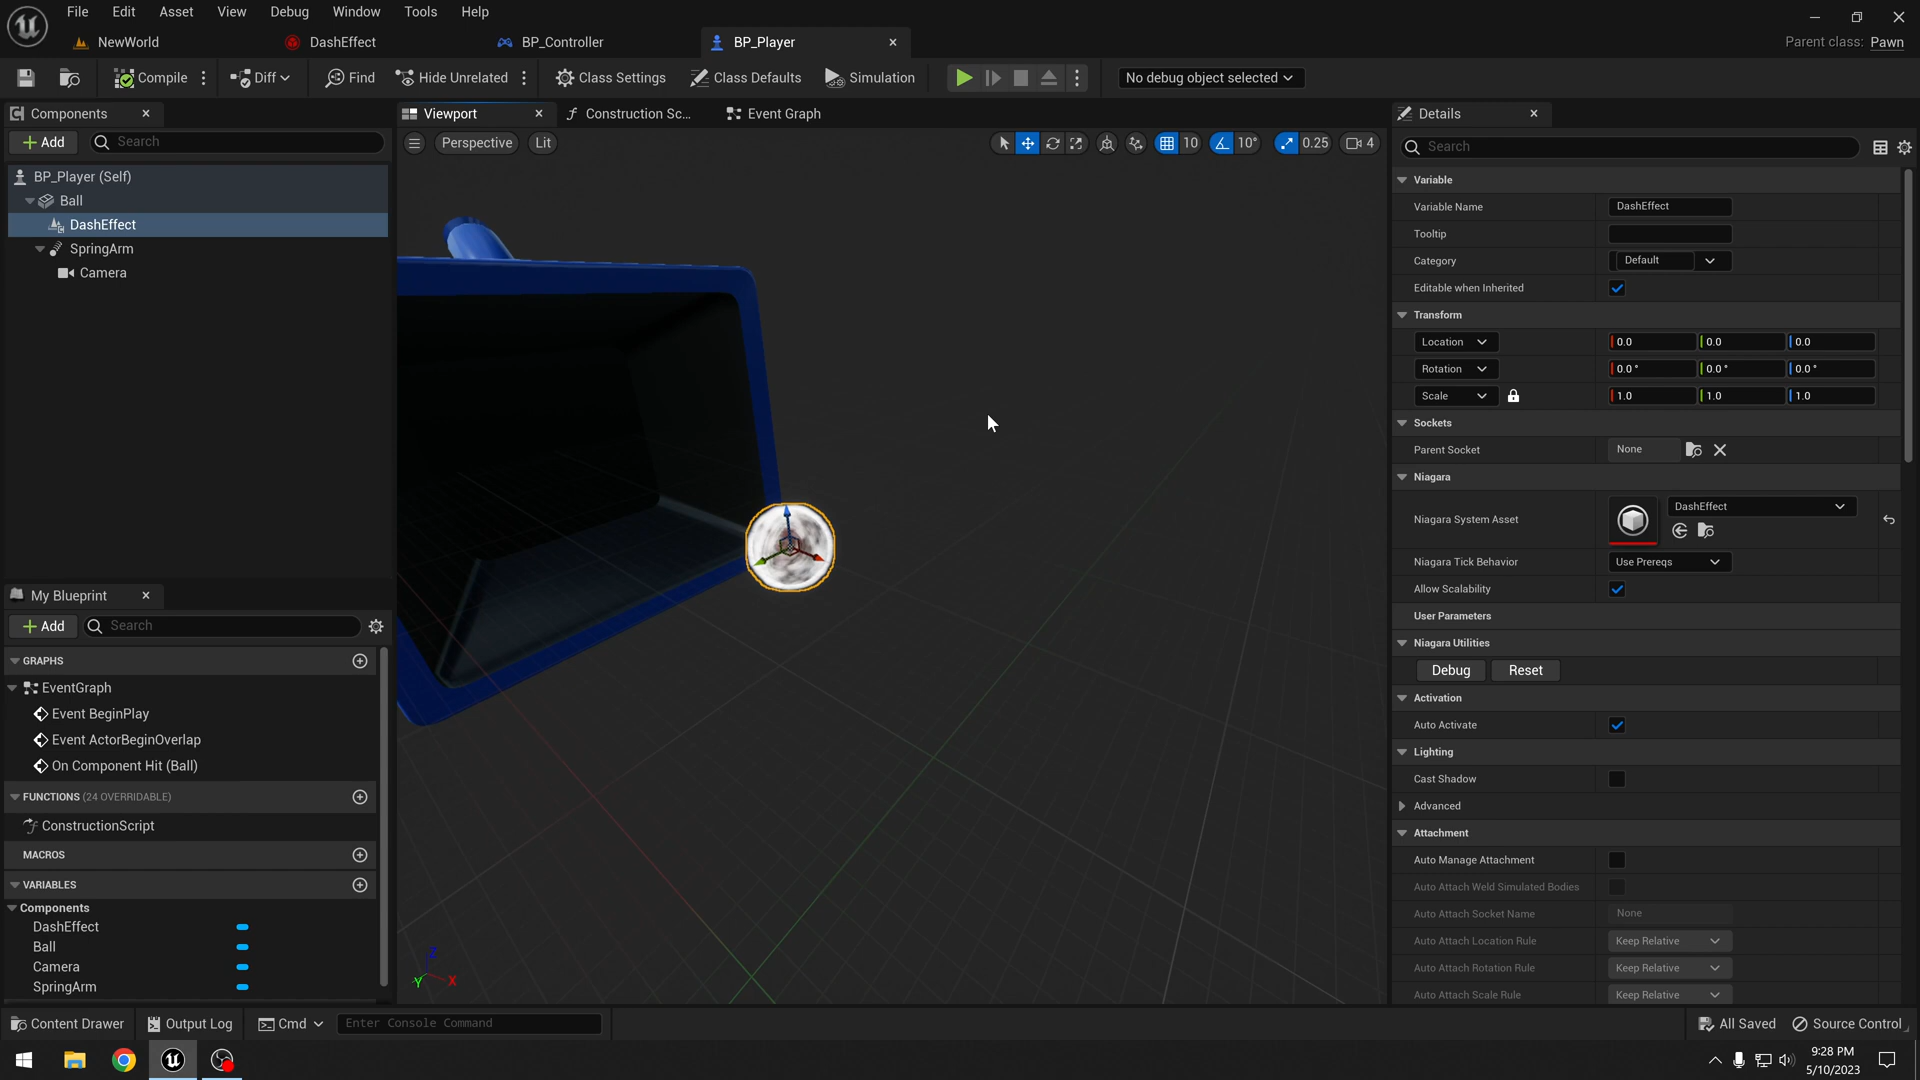 File Edit Asset View Debug Window Tools Help
NewWorld DashEffect BP_Controller BP_Player Parent class: Pawn
Compile Diff Find Hide Unrelated Class Settings Class Defaults Simulation No debug object selected
Components Viewport Construction Sc... Event Graph Details
Add Search Perspective Lit 10 10° 0.25 4 Search
BP_Player (Self)
Ball
DashEffect
SpringArm
Camera
Variable
Variable Name DashEffect
Tooltip
Category Default
Editable when Inherited
Transform
Location 0.0 0.0 0.0
Rotation 0.0° 0.0° 0.0°
Scale 1.0 1.0 1.0
Sockets
Parent Socket None
Niagara
Niagara System Asset DashEffect
Niagara Tick Behavior Use Prereqs
Allow Scalability
User Parameters
Niagara Utilities
Debug Reset
Activation
Auto Activate
Lighting
Cast Shadow
Advanced
Attachment
Auto Manage Attachment
Auto Attach Weld Simulated Bodies
Auto Attach Socket Name None
Auto Attach Location Rule Keep Relative
Auto Attach Rotation Rule Keep Relative
Auto Attach Scale Rule Keep Relative
My Blueprint
Add Search
GRAPHS
EventGraph
Event BeginPlay
Event ActorBeginOverlap
On Component Hit (Ball)
FUNCTIONS (24 OVERRIDABLE)
ConstructionScript
MACROS
VARIABLES
Components
DashEffect
Ball
Camera
SpringArm
Z
Y X
Content Drawer Output Log Cmd Enter Console Command All Saved Source Control
9:28 PM
5/10/2023